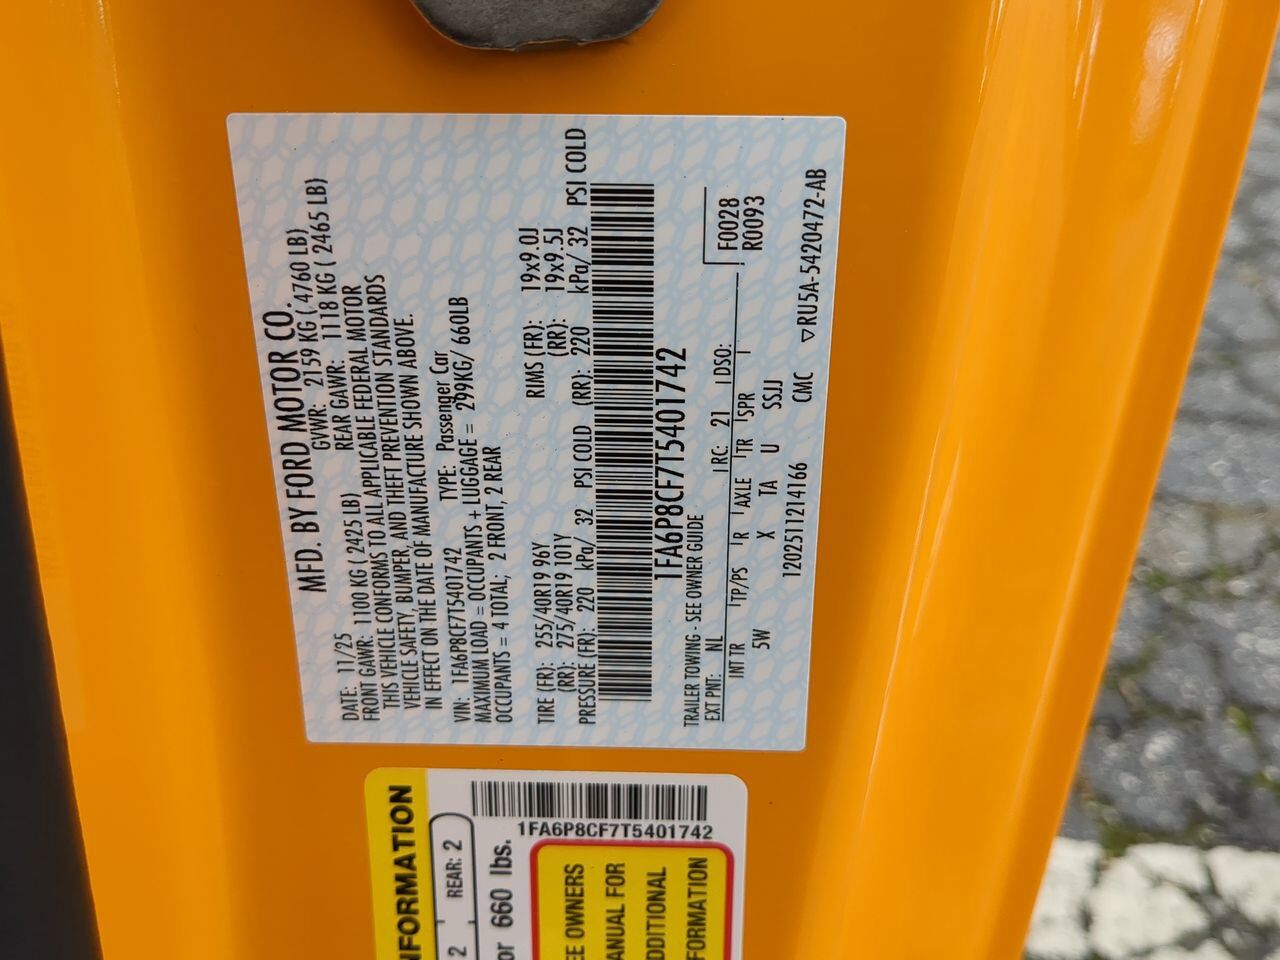 MFD. BY FORD MOTOR CO.
DATE: 11/25 GVWR: 2159 KG ( 4760 LB)
FRONT GAWR: 1100 KG ( 2425 LB) REAR GAWR: 1118 KG ( 2465 LB)
THIS VEHICLE CONFORMS TO ALL APPLICABLE FEDERAL MOTOR
VEHICLE SAFETY, BUMPER, AND THEFT PREVENTION STANDARDS
IN EFFECT ON THE DATE OF MANUFACTURE SHOWN ABOVE.
VIN: 1FA6P8CF7T5401742 TYPE: Passenger Car
MAXIMUM LOAD = OCCUPANTS + LUGGAGE = 299KG/ 660LB
OCCUPANTS = 4 TOTAL; 2 FRONT, 2 REAR
TIRE (FR): 255/40R19 96Y RIMS (FR): 19x9.0J
(RR): 275/40R19 101Y (RR): 19x9.5J
PRESSURE (FR): 220 kPa/ 32 PSI COLD (RR): 220 kPa/ 32 PSI COLD
1FA6P8CF7T5401742
TRAILER TOWING - SEE OWNER GUIDE F0028
EXT PNT: NL RC: 21 DSO: R0093
INT TR TP/PS R AXLE TR SPR
5W X TA U SSJJ
1202511214166 CMC ▽RU5A-5420472-AB
NFORMATION
2 REAR: 2
or 660 lbs.
1FA6P8CF7T5401742
EE OWNERS
ANUAL FOR
DDITIONAL
FORMATION